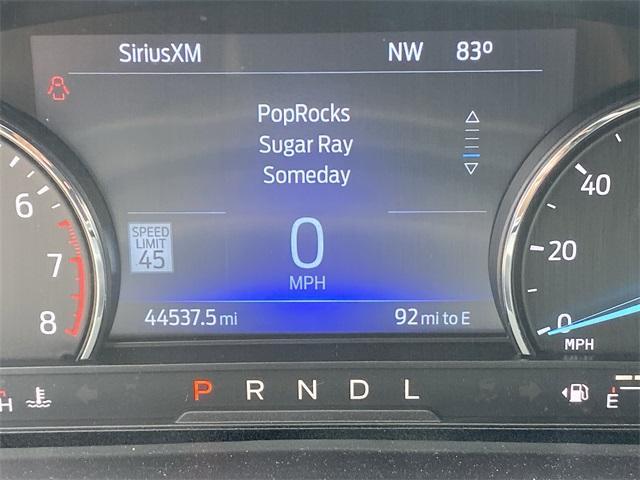 SiriusXM NW 83º
PopRocks
Sugar Ray
Someday
SPEED
LIMIT
45
0
MPH
44537.5 mi 92 mi to E
6
7
8
40
20
0
MPH
H P R N D L E